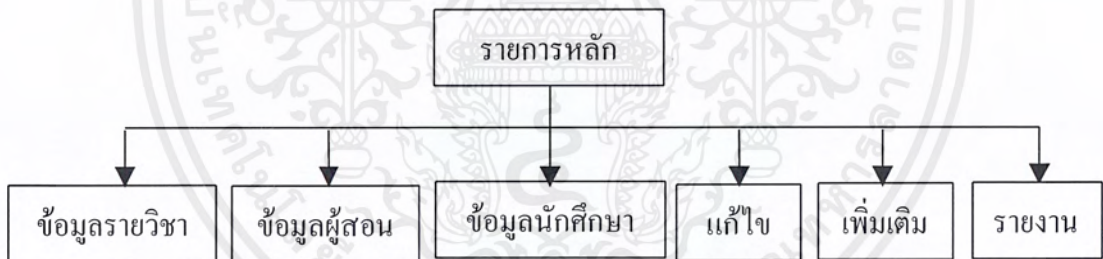 รายการหลัก
ข้อมูลรายวิชา
ข้อมูลผู้สอน
ข้อมูลนักศึกษา
แก้ไข
เพิ่มเติม
รายงาน